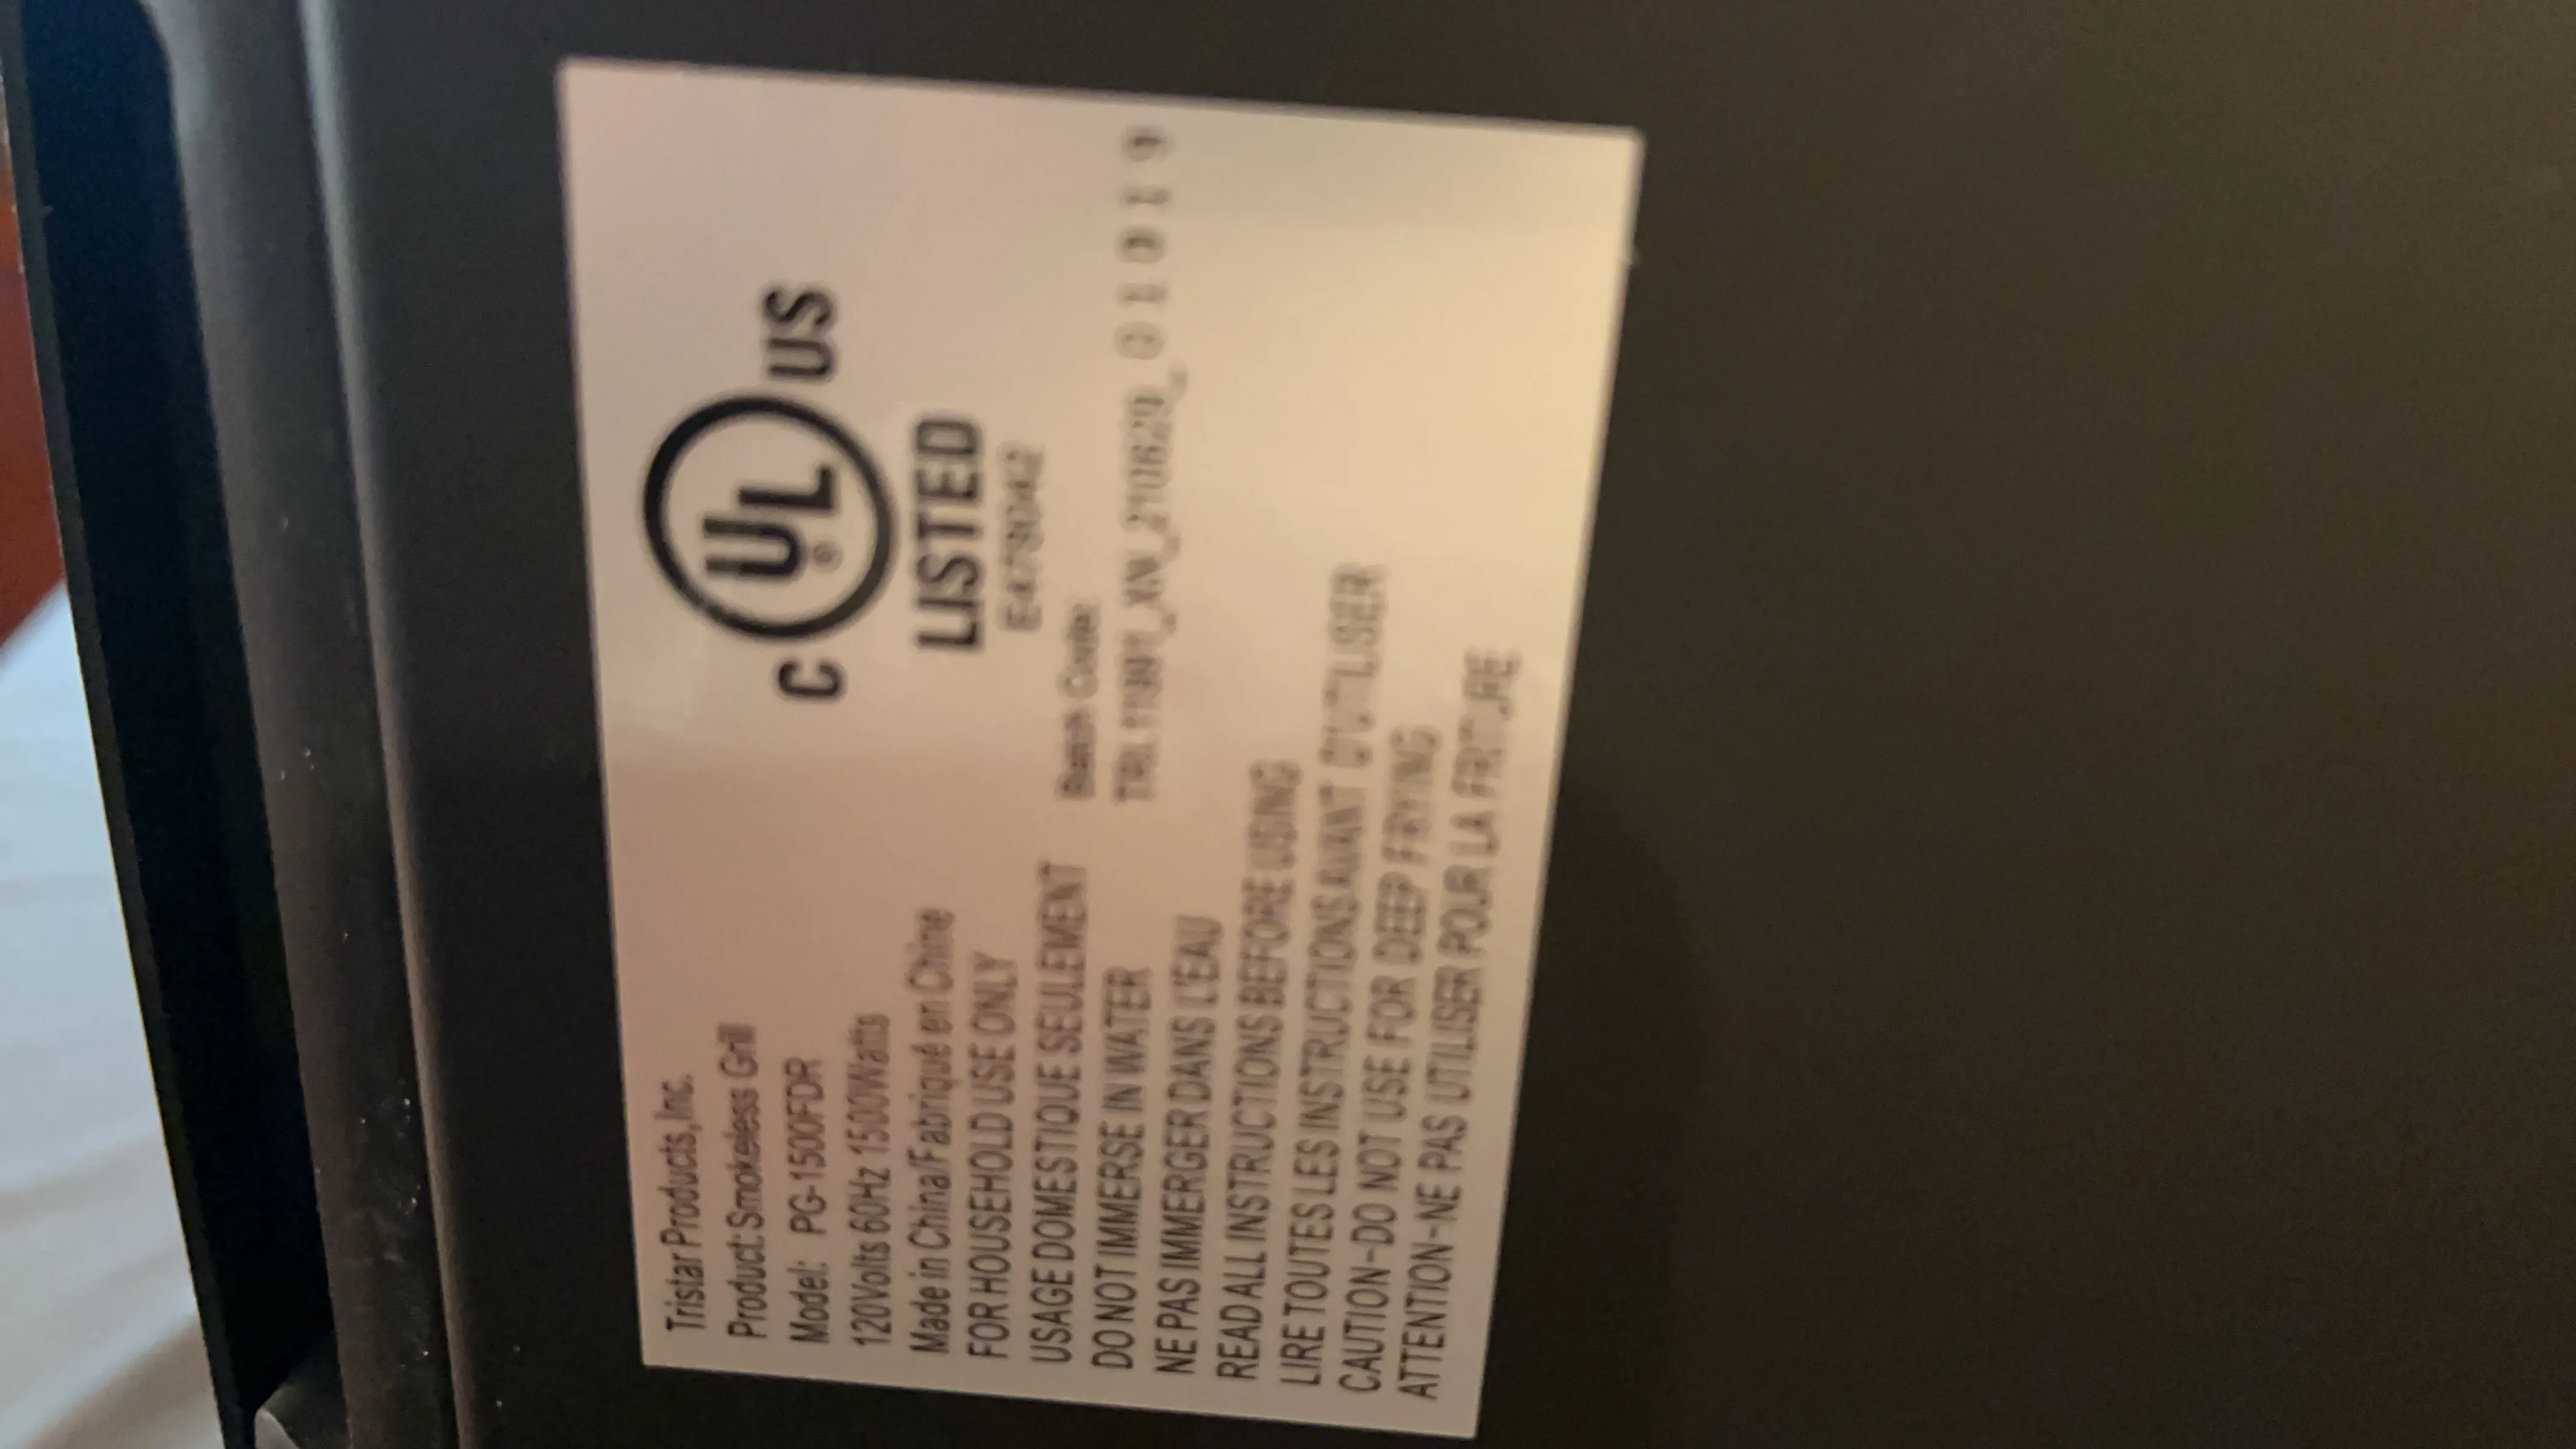 Tristar Products,Inc.
Product:Smokeless Grill
Model: PG-1500FDR
120Volts 60Hz 1500Watts
Made in China/Fabriqué en Chine
FOR HOUSEHOLD USE ONLY
USAGE DOMESTIQUE SEULEMENT
DO NOT IMMERSE IN WATER
NE PAS IMMERGER DANS L'EAU
READ ALL INSTRUCTIONS BEFORE USING
LIRE TOUTES LES INSTRUCTIONS AVANT D'UTILISER
CAUTION-DO NOT USE FOR DEEP FRYING
ATTENTION-NE PAS UTILISER POUR LA FRITURE
C UL® US
LISTED
Batch Code: